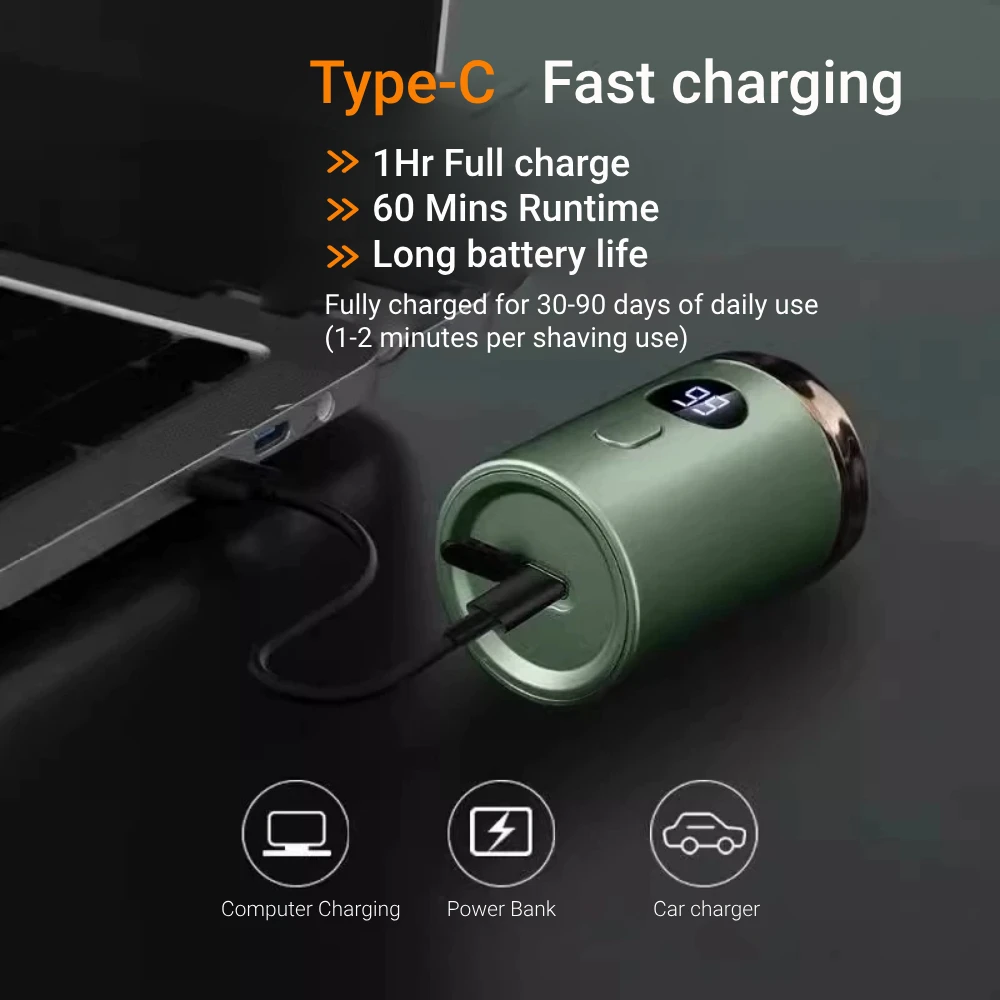 Type-C Fast charging
1Hr Full charge
60 Mins Runtime
Long battery life
Fully charged for 30-90 days of daily use
(1-2 minutes per shaving use)
Computer Charging
Power Bank
Car charger